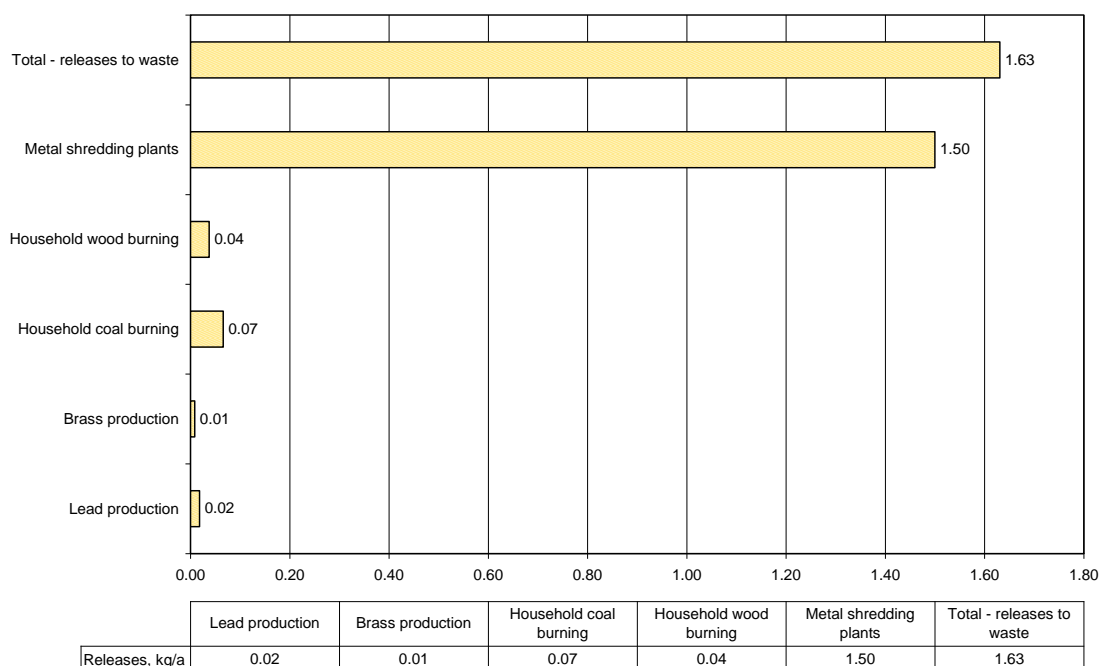 Total - releases to waste 1.63
Metal shredding plants 1.50
Household wood burning 0.04
Household coal burning 0.07
Brass production 0.01
Lead production 0.02
0.00 0.20 0.40 0.60 0.80 1.00 1.20 1.40 1.60 1.80
Lead production Brass production Household coal burning Household wood burning Metal shredding plants Total - releases to waste
Releases, kg/a 0.02 0.01 0.07 0.04 1.50 1.63